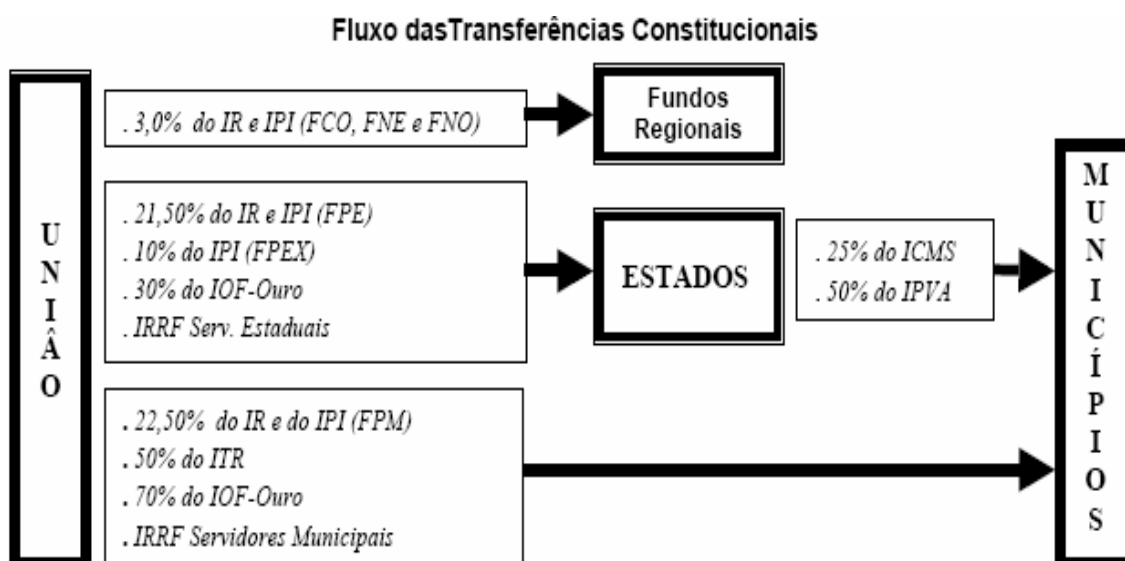 Fluxo dasTransferências Constitucionais
UNIÂO
. 3,0% do IR e IPI (FCO, FNE e FNO)
Fundos
Regionais
. 21,50% do IR e IPI (FPE)
. 10% do IPI (FPEX)
. 30% do IOF-Ouro
. IRRF Serv. Estaduais
ESTADOS
. 25% do ICMS
. 50% do IPVA
. 22,50% do IR e do IPI (FPM)
. 50% do ITR
. 70% do IOF-Ouro
. IRRF Servidores Municipais
MUNICÍPIOS